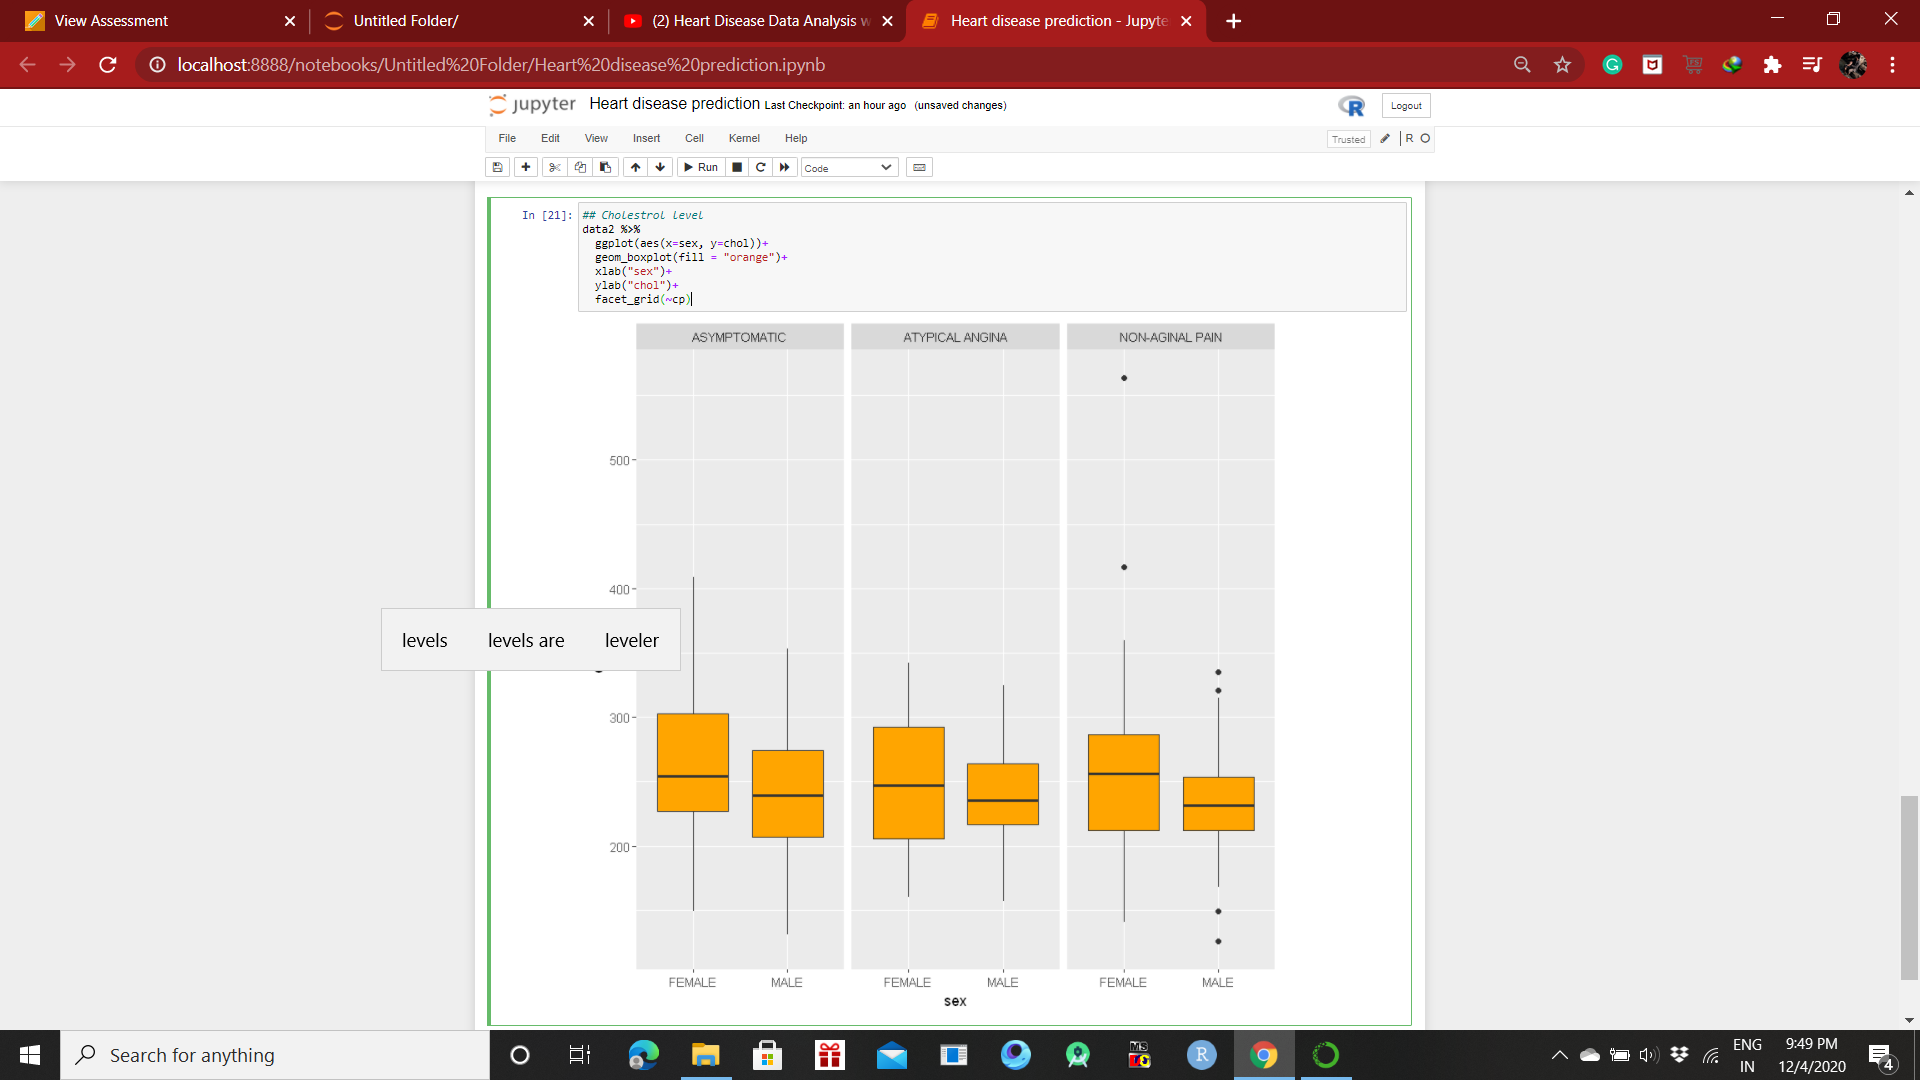 View Assessment
Untitled Folder/
(2) Heart Disease Data Analysis w
Heart disease prediction - Jupyte
localhost:8888/notebooks/Untitled%20Folder/Heart%20disease%20prediction.ipynb
jupyter Heart disease prediction Last Checkpoint: an hour ago (unsaved changes)
R
Logout
File Edit View Insert Cell Kernel Help
Trusted
R
Run
Code
In [21]: ## Cholestrol level
data2 %>%
ggplot(aes(x=sex, y=chol))+
geom_boxplot(fill = "orange")+
xlab("sex")+
ylab("chol")+
facet_grid(~cp)
ASYMPTOMATIC ATYPICAL ANGINA NON-AGINAL PAIN
500
400
levels levels are leveler
300
200
FEMALE MALE FEMALE MALE FEMALE MALE
sex
Search for anything
R
ENG
IN
9:49 PM
12/4/2020
4